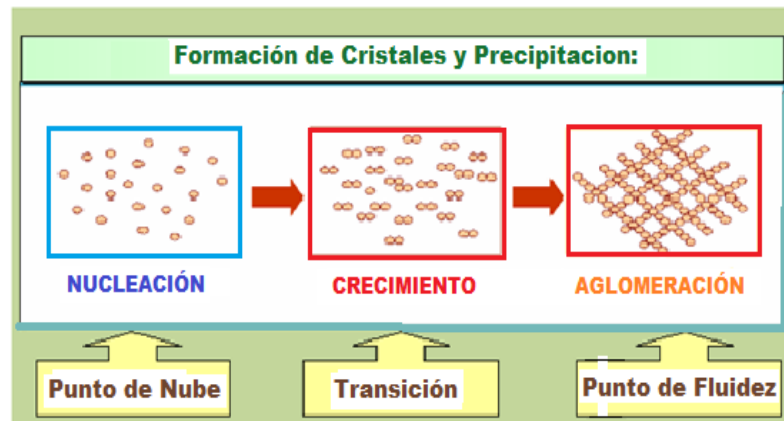 Formación de Cristales y Precipitacion:
NUCLEACIÓN
CRECIMIENTO
AGLOMERACIÓN
Punto de Nube
Transición
Punto de Fluidez